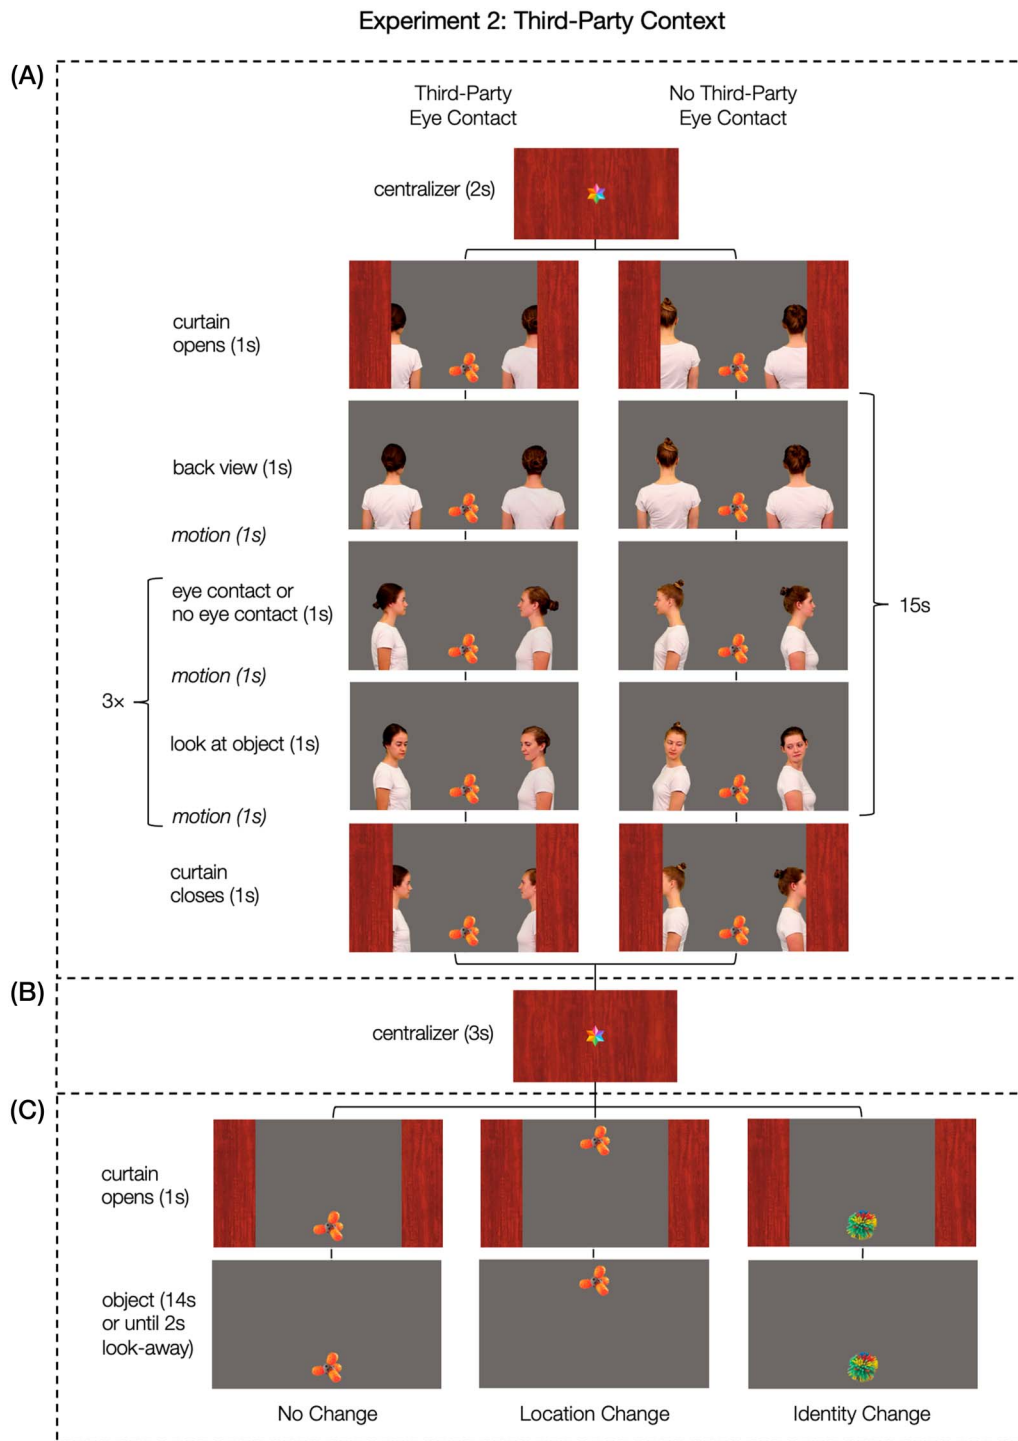 Experiment 2: Third-Party Context
(A)
Third-Party
Eye Contact
No Third-Party
Eye Contact
centralizer (2s)
curtain
opens (1s)
back view (1s)
motion (1s)
eye contact or
no eye contact (1s)
15s
motion (1s)
3×
look at object (1s)
motion (1s)
curtain
closes (1s)
(B)
centralizer (3s)
(C)
curtain
opens (1s)
object (14s
or until 2s
look-away)
No Change
Location Change
Identity Change